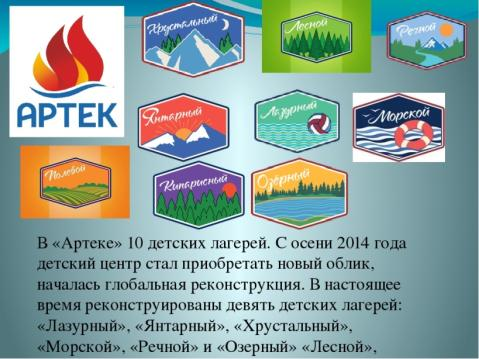 Хрустальный
Лесной
Речной
АРТЕК
Янтарный
Лазурный
Морской
Полевой
Кипарисный
Озёрный
В «Артеке» 10 детских лагерей. С осени 2014 года
детский центр стал приобретать новый облик,
началась глобальная реконструкция. В настоящее
время реконструированы девять детских лагерей:
«Лазурный», «Янтарный», «Хрустальный»,
«Морской», «Речной» и «Озерный» «Лесной»,